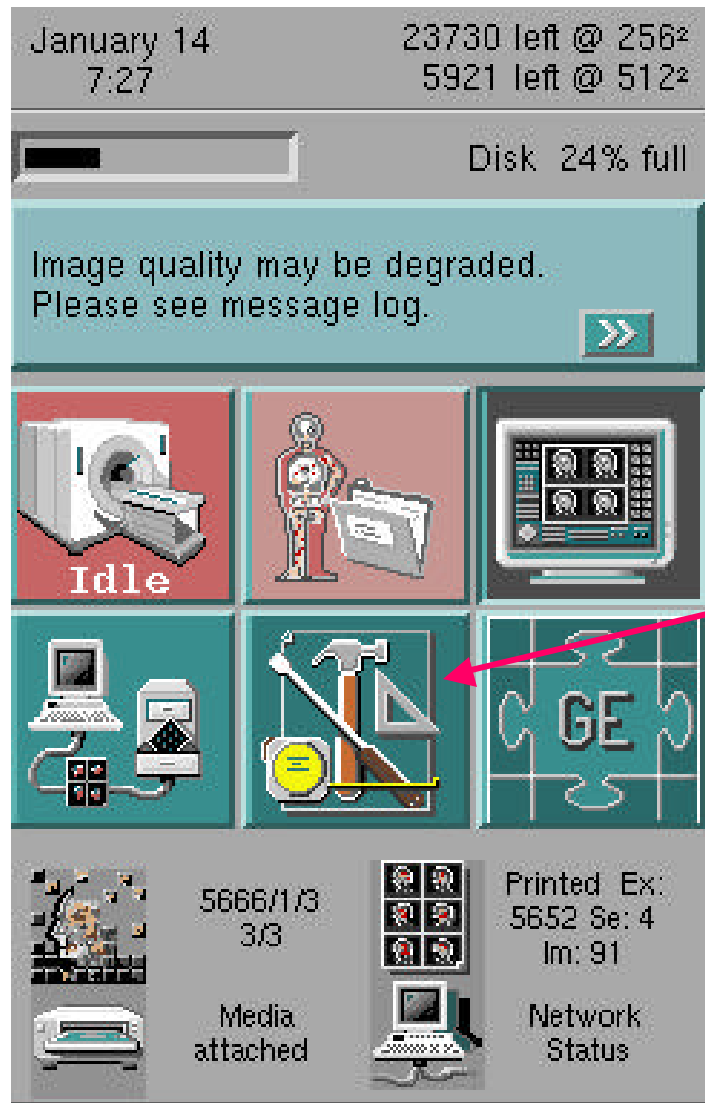 January 14
7:27
23730 left @ 256²
5921 left @ 512²
Disk 24% full
Image quality may be degraded.
Please see message log.
>>
Idle
GE
5666/1/3
3/3
Printed Ex:
5652 Se: 4
Im: 91
Media
attached
Network
Status